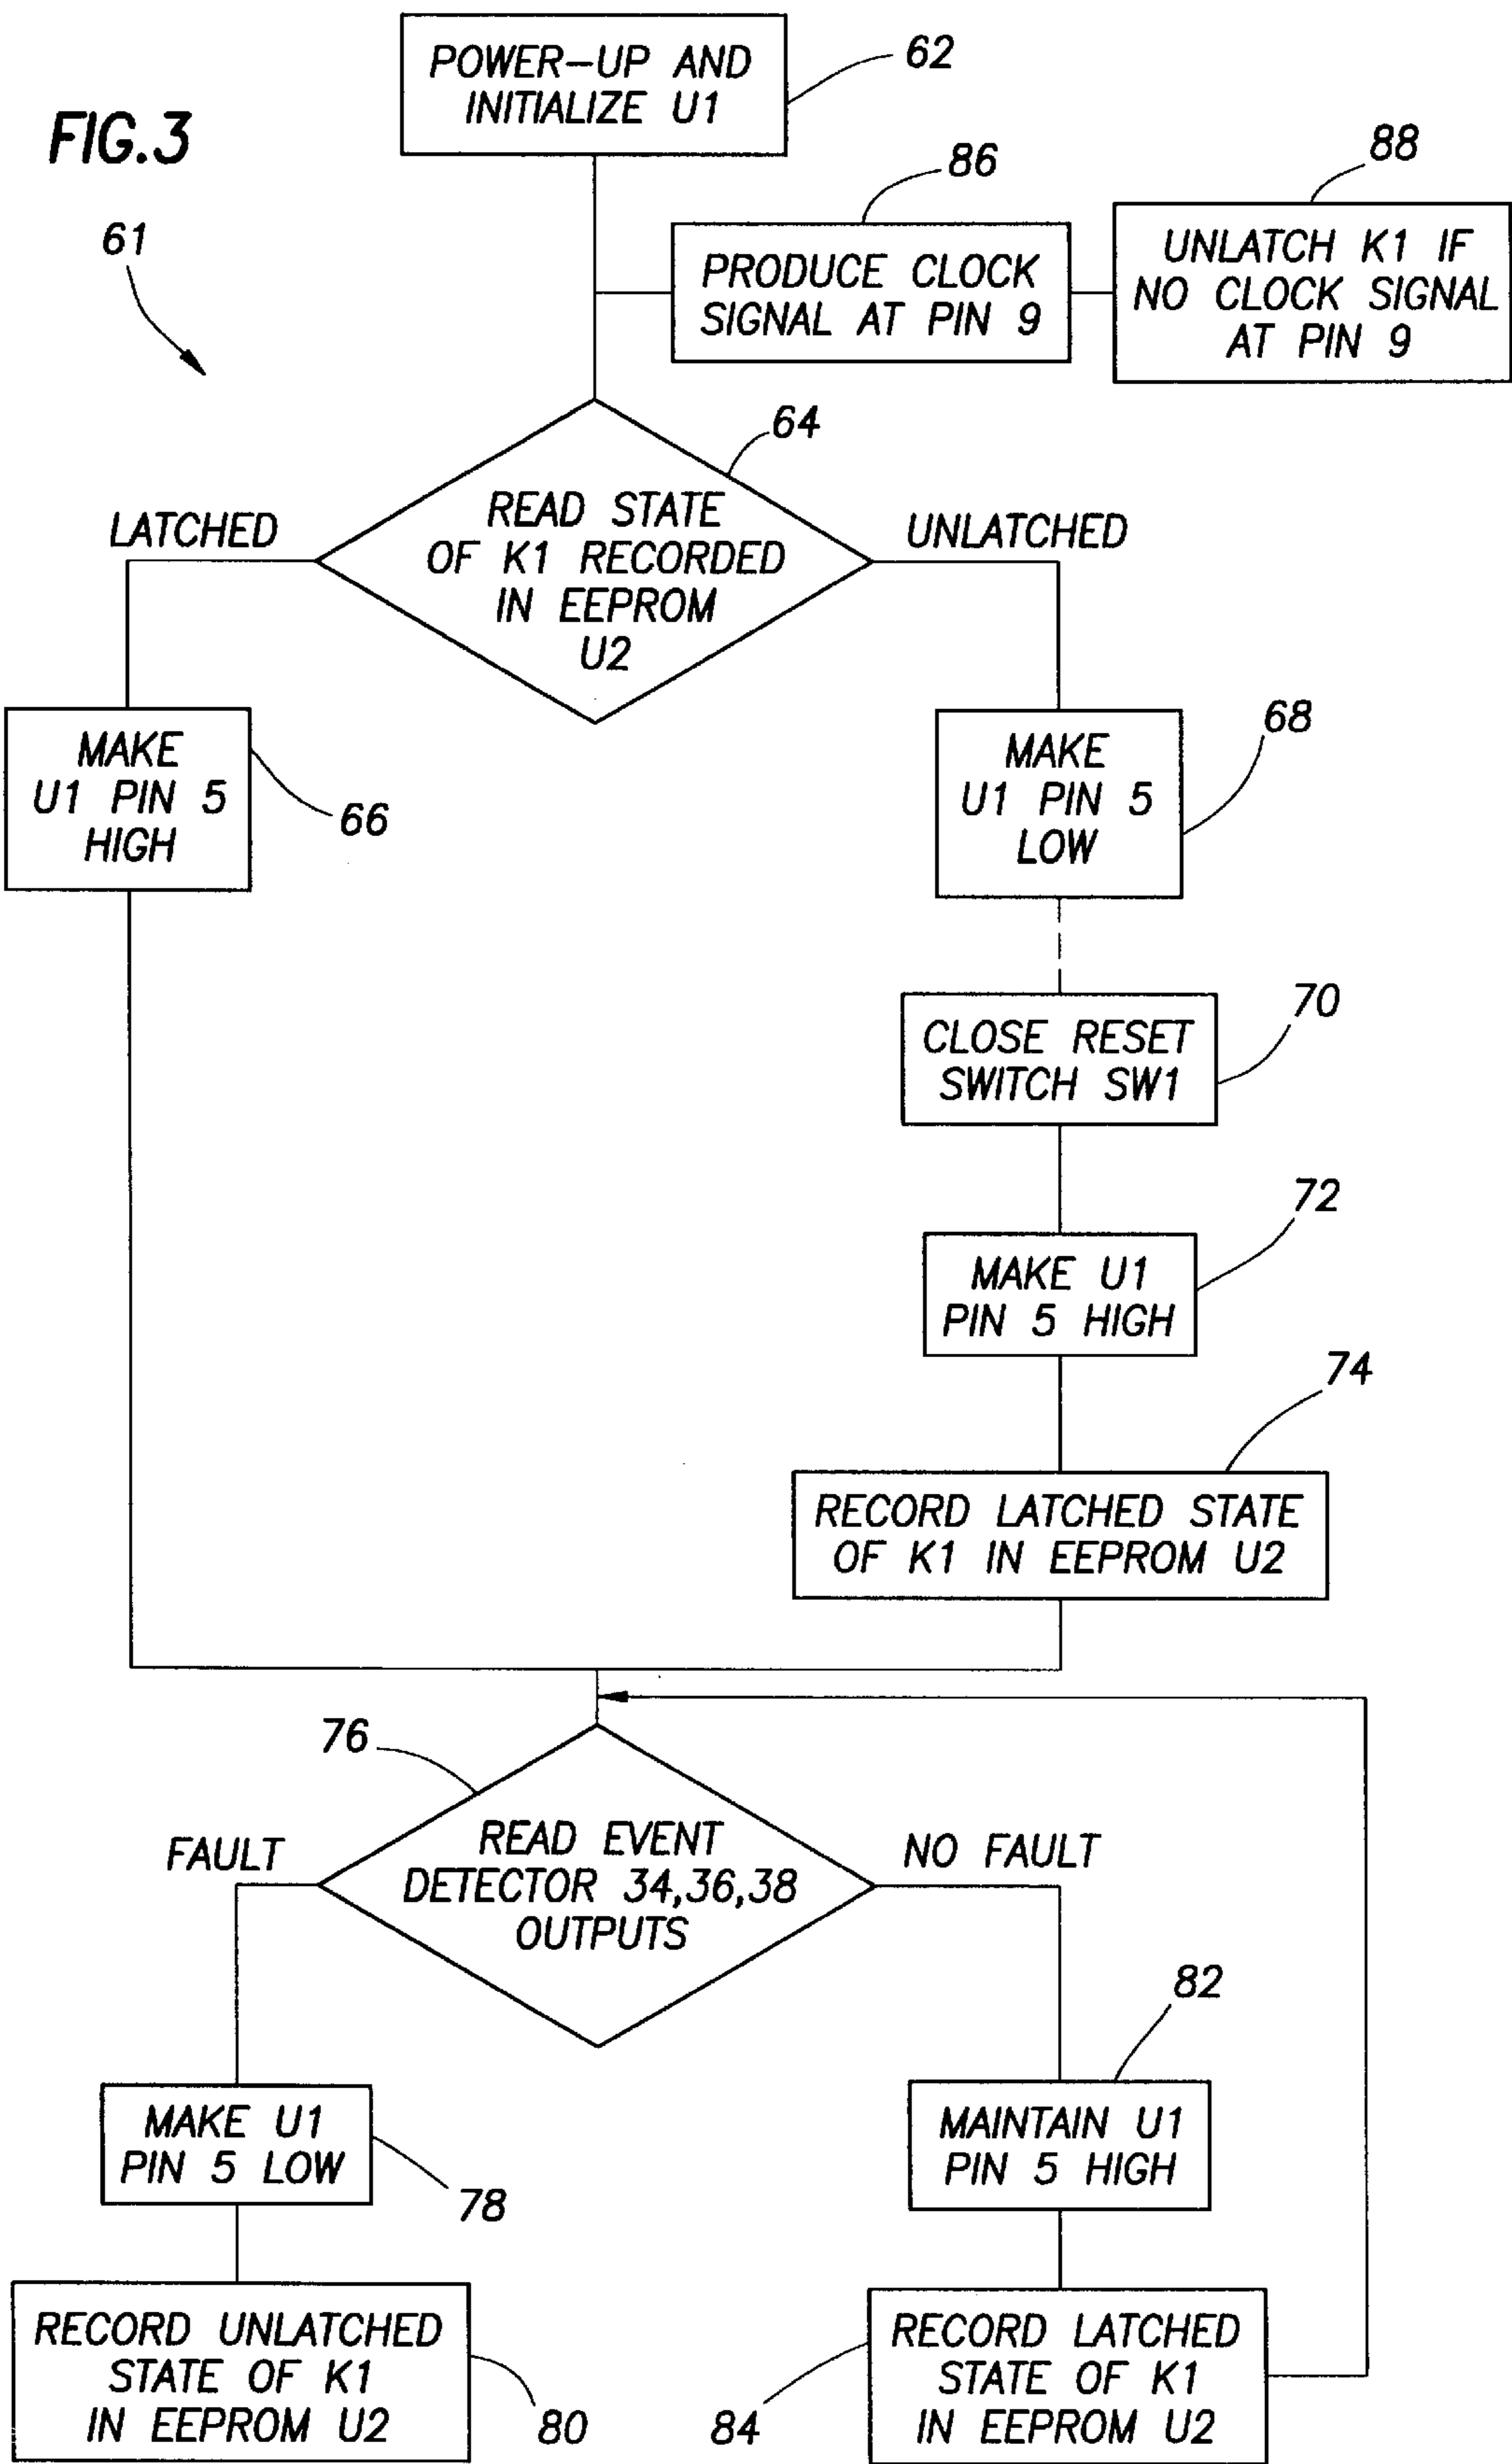 FIG.3
POWER-UP AND
INITIALIZE U1
62
86
88
61
PRODUCE CLOCK
SIGNAL AT PIN 9
UNLATCH K1 IF
NO CLOCK SIGNAL
AT PIN 9
64
LATCHED
READ STATE
OF K1 RECORDED
IN EEPROM
U2
UNLATCHED
MAKE
U1 PIN 5
HIGH
66
MAKE
U1 PIN 5
LOW
68
CLOSE RESET
SWITCH SW1
70
MAKE U1
PIN 5 HIGH
72
74
RECORD LATCHED STATE
OF K1 IN EEPROM U2
76
FAULT
READ EVENT
DETECTOR 34,36,38
OUTPUTS
NO FAULT
82
MAKE U1
PIN 5 LOW
78
MAINTAIN U1
PIN 5 HIGH
RECORD UNLATCHED
STATE OF K1
IN EEPROM U2
80
84
RECORD LATCHED
STATE OF K1
IN EEPROM U2